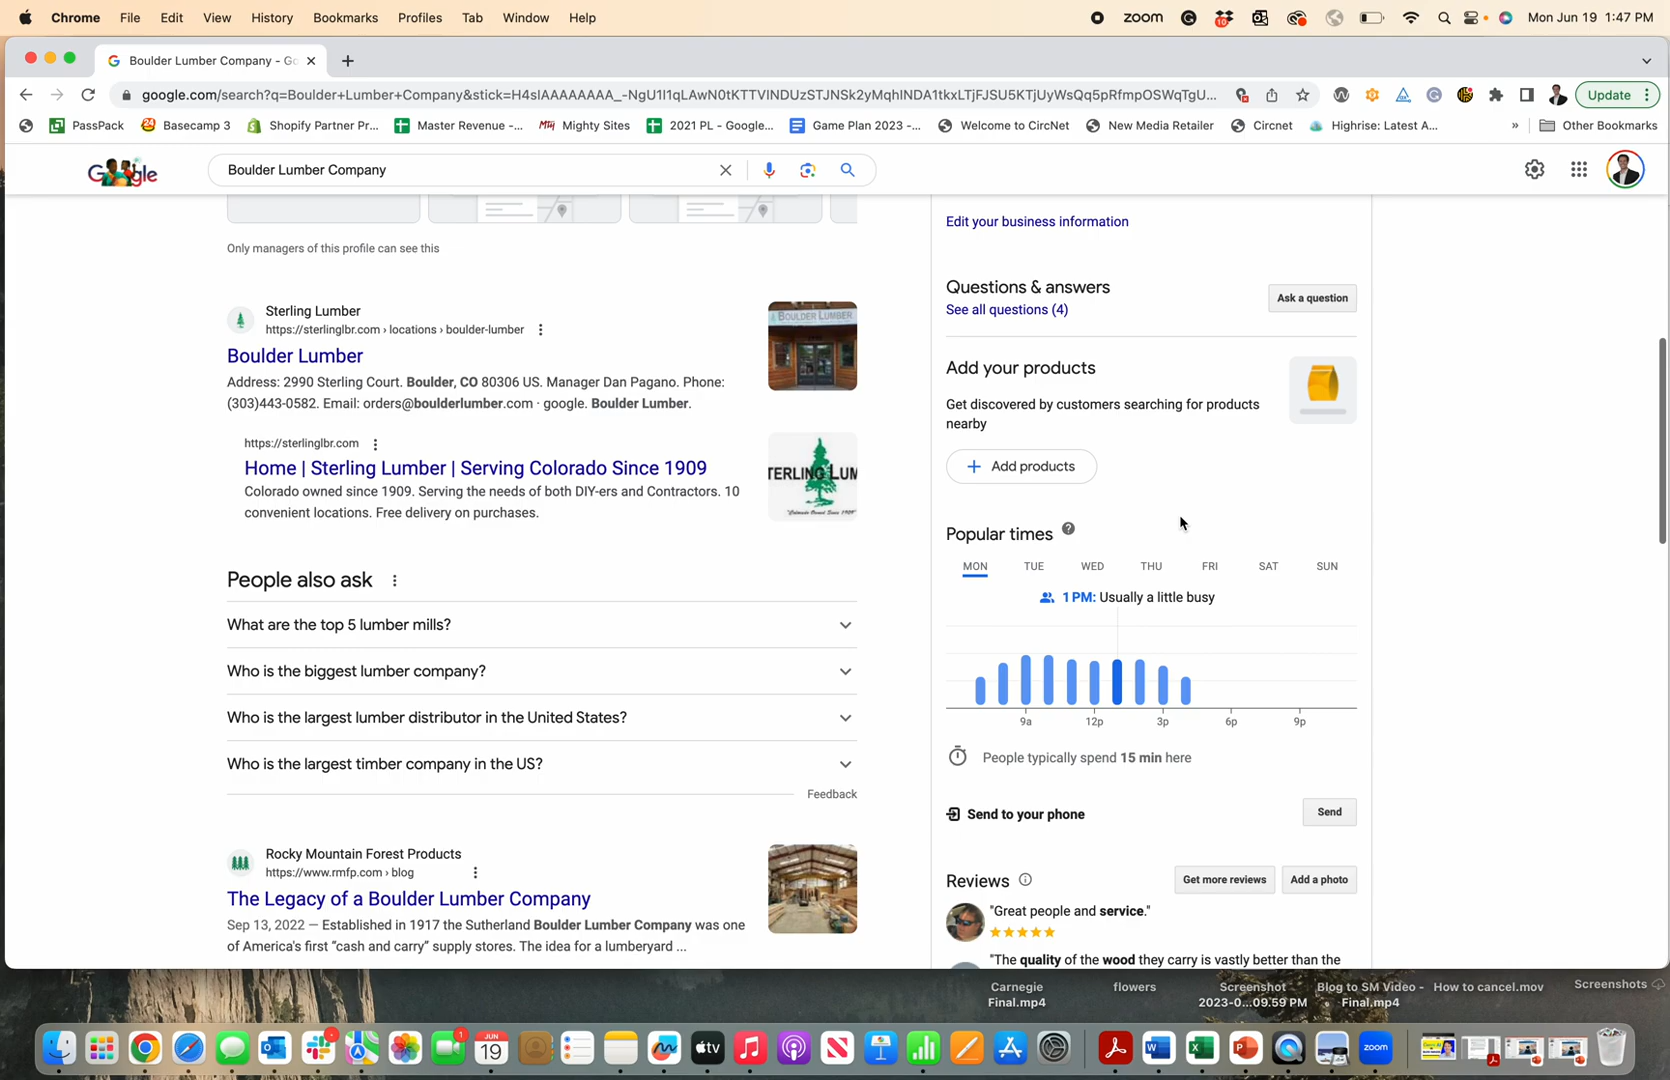 Chrome File Edit View History Bookmarks Profiles Tab Window Help
zoom 10 Mon Jun 19 1:47 PM
Boulder Lumber Company - Go
google.com/search?q=Boulder+Lumber+Company&stick=H4sIAAAAAAAA_-NgU1I1qLAwN0tKTTVINDUzSTJNSk2yMqhINDA1tkxLTjFJSU5KTjUyWsQq5pRfmpOSWqTgU... Update
PassPack Basecamp 3 Shopify Partner Pr... Master Revenue -... Mighty Sites 2021 PL - Google... Game Plan 2023 -... Welcome to CircNet New Media Retailer Circnet Highrise: Latest A... » Other Bookmarks
Google
Boulder Lumber Company
Only managers of this profile can see this
Sterling Lumber
https://sterlinglbr.com › locations › boulder-lumber
Boulder Lumber
Address: 2990 Sterling Court. Boulder, CO 80306 US. Manager Dan Pagano. Phone:
(303)443-0582. Email: orders@boulderlumber.com · google. Boulder Lumber.
BOULDER LUMBER
https://sterlinglbr.com
Home | Sterling Lumber | Serving Colorado Since 1909
Colorado owned since 1909. Serving the needs of both DIY-ers and Contractors. 10
convenient locations. Free delivery on purchases.
TERLING LUM
"Colorado Owned Since 1909"
People also ask
What are the top 5 lumber mills?
Who is the biggest lumber company?
Who is the largest lumber distributor in the United States?
Who is the largest timber company in the US?
Feedback
Rocky Mountain Forest Products
https://www.rmfp.com › blog
The Legacy of a Boulder Lumber Company
Sep 13, 2022 — Established in 1917 the Sutherland Boulder Lumber Company was one
of America's first "cash and carry" supply stores. The idea for a lumberyard ...
Edit your business information
Questions & answers
See all questions (4)
Ask a question
Add your products
Get discovered by customers searching for products
nearby
+ Add products
Popular times
MON TUE WED THU FRI SAT SUN
1 PM: Usually a little busy
9a 12p 3p 6p 9p
People typically spend 15 min here
Send to your phone
Send
Reviews
Get more reviews
Add a photo
"Great people and service."
"The quality of the wood they carry is vastly better than the
Carnegie
Final.mp4
flowers
Screenshot
2023-0...09.59 PM
Blog to SM Video -
Final.mp4
How to cancel.mov
Screenshots
1
JUN
19
tv
zoom